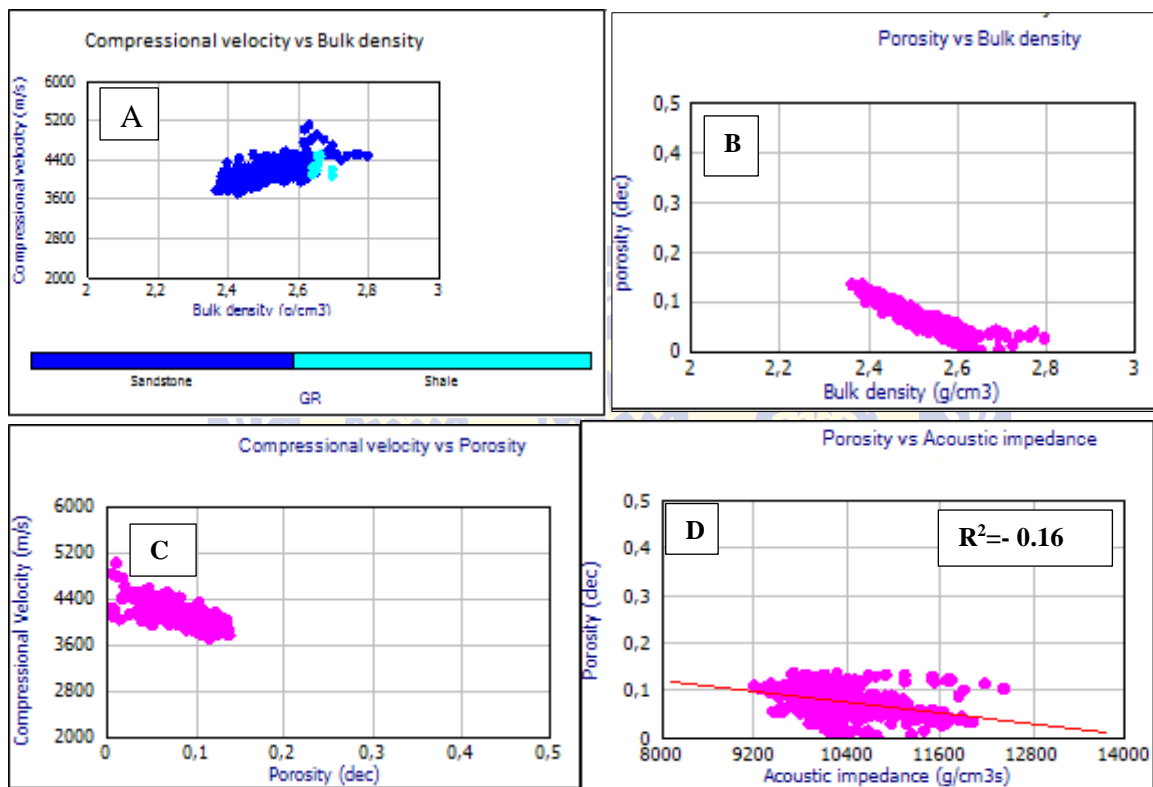 Compressional velocity vs Bulk density
A
Compressional velocity (m/s)
6000
5200
4400
3600
2800
2000
2
2,2
2,4
2,6
2,8
3
Bulk density (g/cm3)
Sandstone
Shale
GR
Porosity vs Bulk density
B
porosity (dec)
0,5
0,4
0,3
0,2
0,1
0
2
2,2
2,4
2,6
2,8
3
Bulk density (g/cm3)
Compressional velocity vs Porosity
C
Compressional Velocity (m/s)
6000
5200
4400
3600
2800
2000
0
0,1
0,2
0,3
0,4
0,5
Porosity (dec)
Porosity vs Acoustic impedance
D
R²=- 0.16
Porosity (dec)
0,5
0,4
0,3
0,2
0,1
0
8000
9200
10400
11600
12800
14000
Acoustic impedance (g/cm3s)